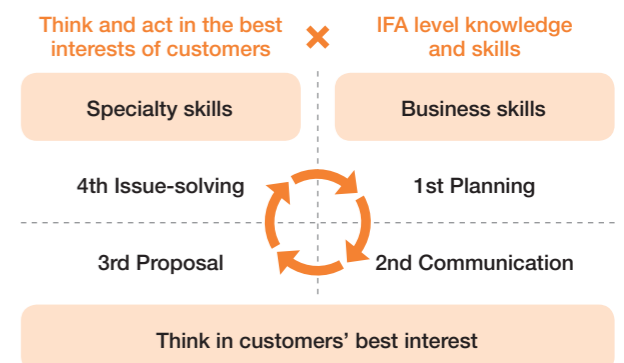 Think and act in the best
interests of customers
×
IFA level knowledge
and skills
Specialty skills
Business skills
4th Issue-solving
1st Planning
3rd Proposal
2nd Communication
Think in customers’ best interest